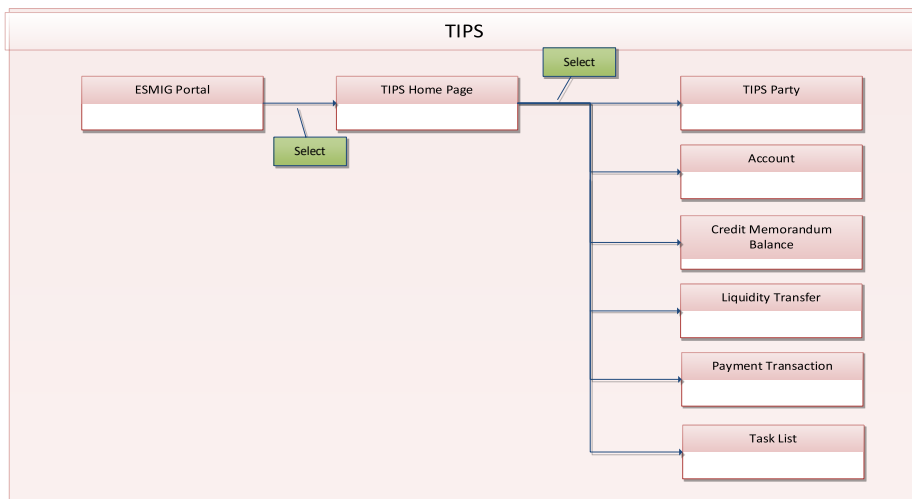 TIPS
Select
ESMIG Portal
TIPS Home Page
TIPS Party
Select
Account
Credit Memorandum
Balance
Liquidity Transfer
Payment Transaction
Task List